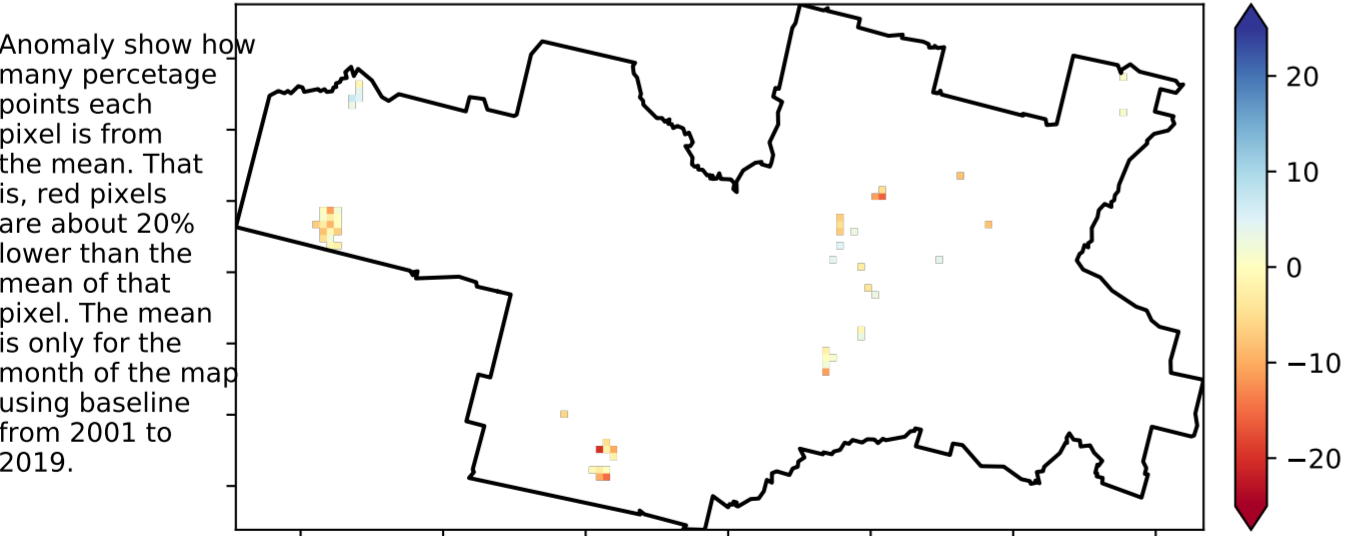 Anomaly show how
many percetage
points each
pixel is from
the mean. That
is, red pixels
are about 20%
lower than the
mean of that
pixel. The mean
is only for the
month of the map
using baseline
from 2001 to
2019.
20
10
0
−10
−20